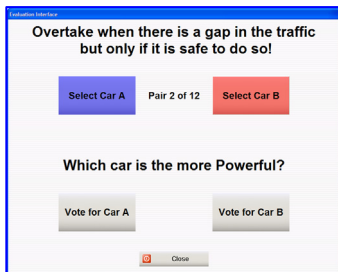 Evaluation Interface
Overtake when there is a gap in the traffic
but only if it is safe to do so!
Select Car A Pair 2 of 12 Select Car B
Which car is the more Powerful?
Vote for Car A Vote for Car B
Close